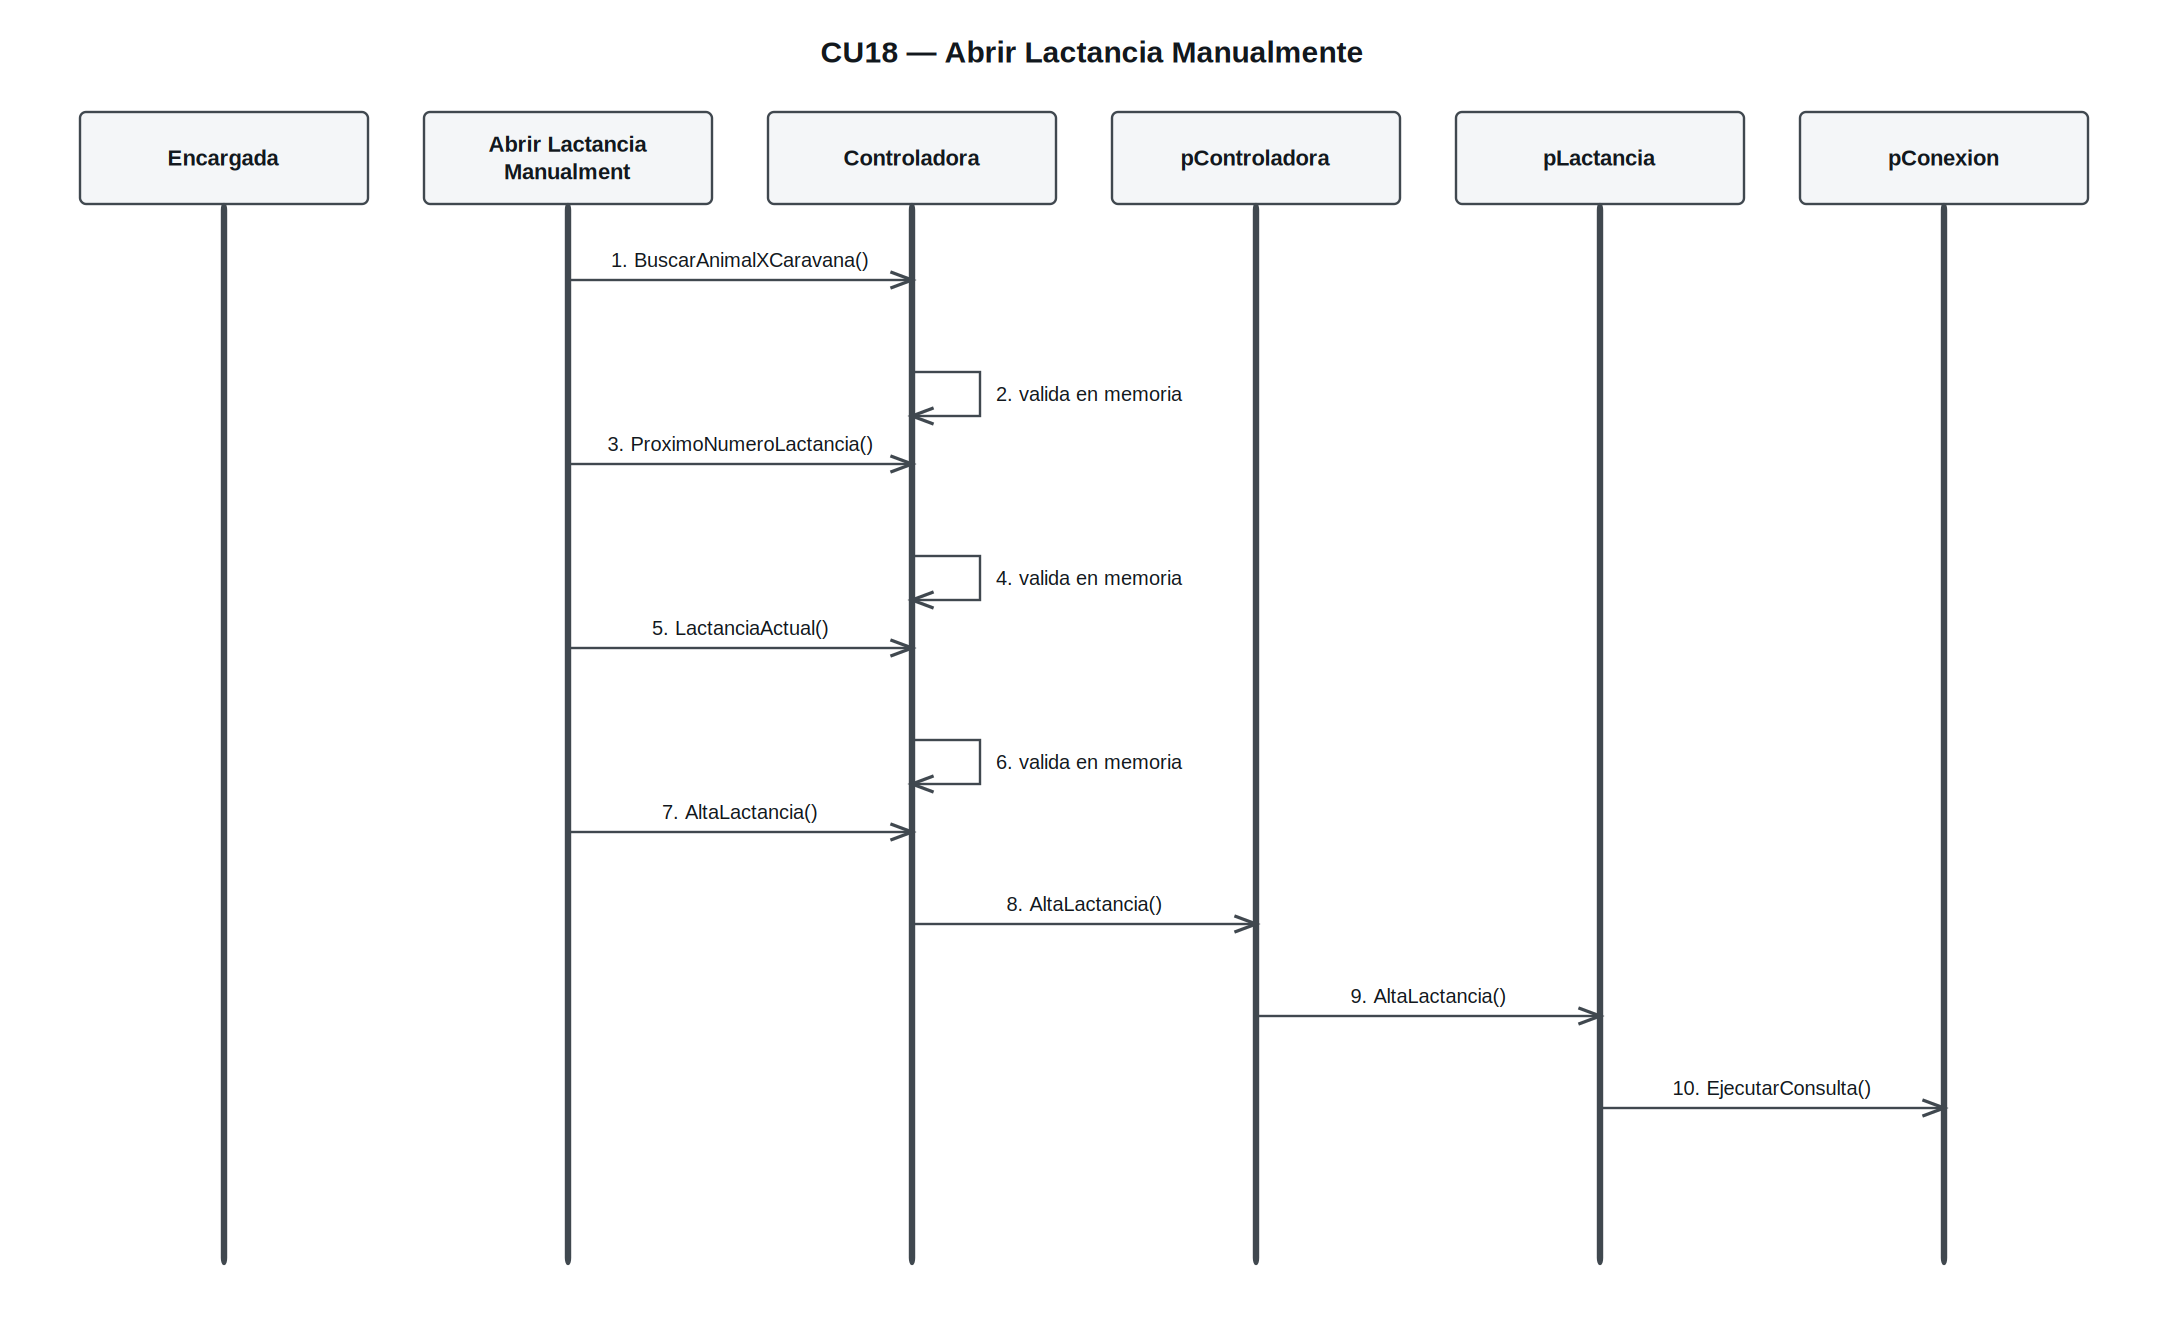 CU18 — Abrir Lactancia Manualmente
Encargada
Abrir Lactancia
Manualment
Controladora
pControladora
pLactancia
pConexion
1. BuscarAnimalXCaravana()
2. valida en memoria
3. ProximoNumeroLactancia()
4. valida en memoria
5. LactanciaActual()
6. valida en memoria
7. AltaLactancia()
8. AltaLactancia()
9. AltaLactancia()
10. EjecutarConsulta()